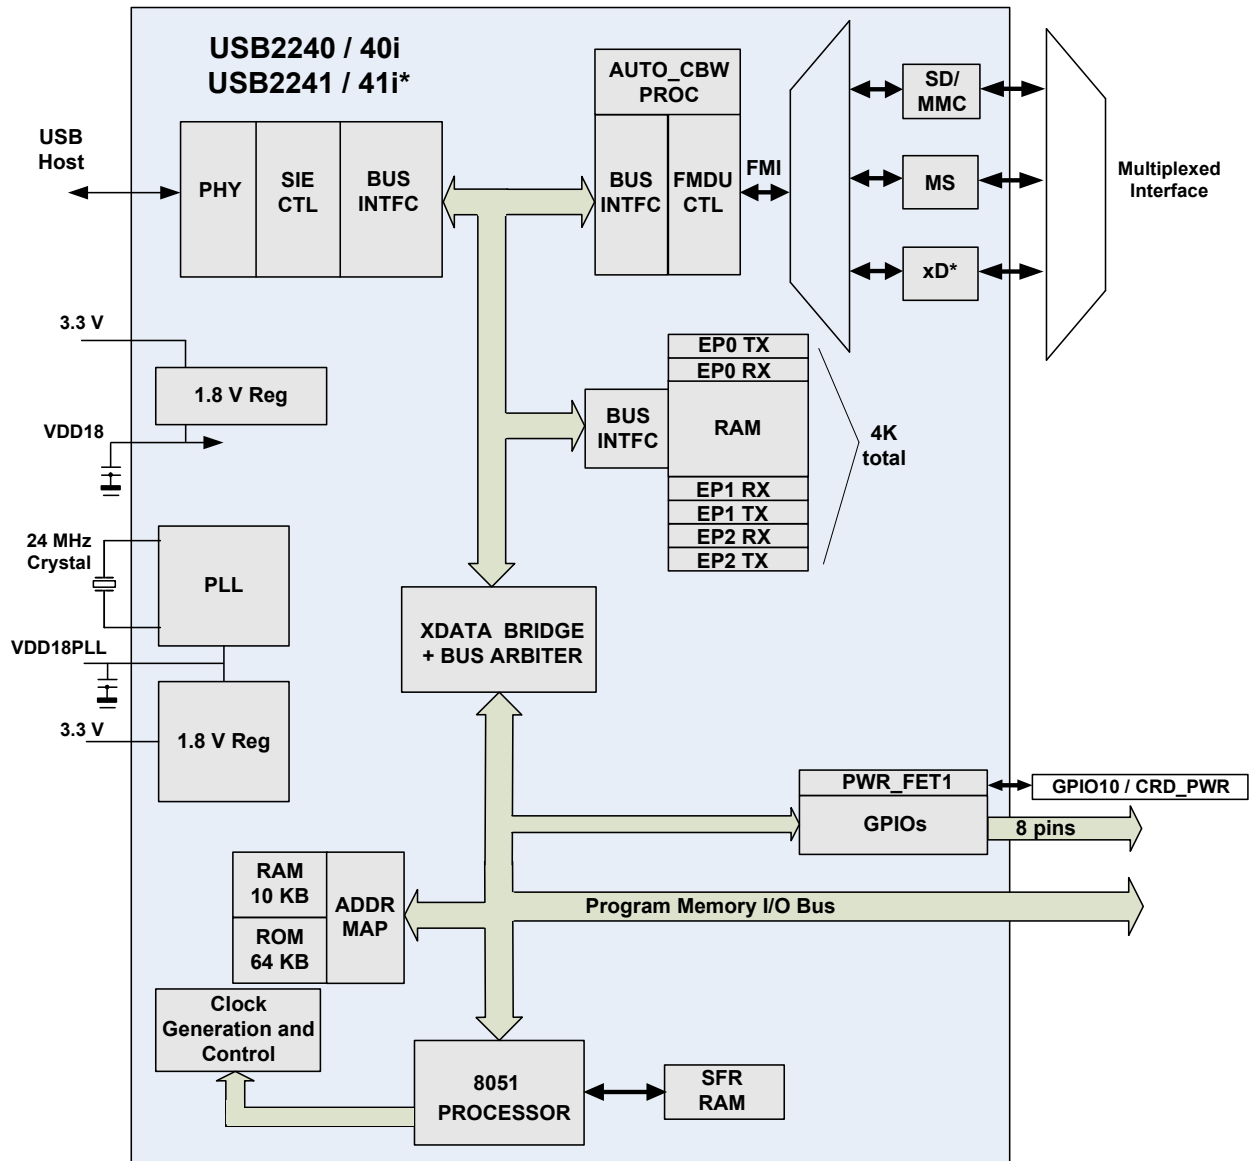 USB2240 / 40i
USB2241 / 41i*
USB
Host
PHY
SIE
CTL
BUS
INTFC
AUTO_CBW
PROC
BUS
INTFC
FMDU
CTL
FMI
SD/
MMC
MS
xD*
Multiplexed
Interface
3.3 V
1.8 V Reg
VDD18
EP0 TX
EP0 RX
BUS
INTFC
RAM
EP1 RX
EP1 TX
EP2 RX
EP2 TX
4K
total
24 MHz
Crystal
PLL
VDD18PLL
3.3 V
1.8 V Reg
XDATA BRIDGE
+ BUS ARBITER
PWR_FET1
GPIOs
GPIO10 / CRD_PWR
8 pins
RAM
10 KB
ROM
64 KB
ADDR
MAP
Program Memory I/O Bus
Clock
Generation and
Control
8051
PROCESSOR
SFR
RAM